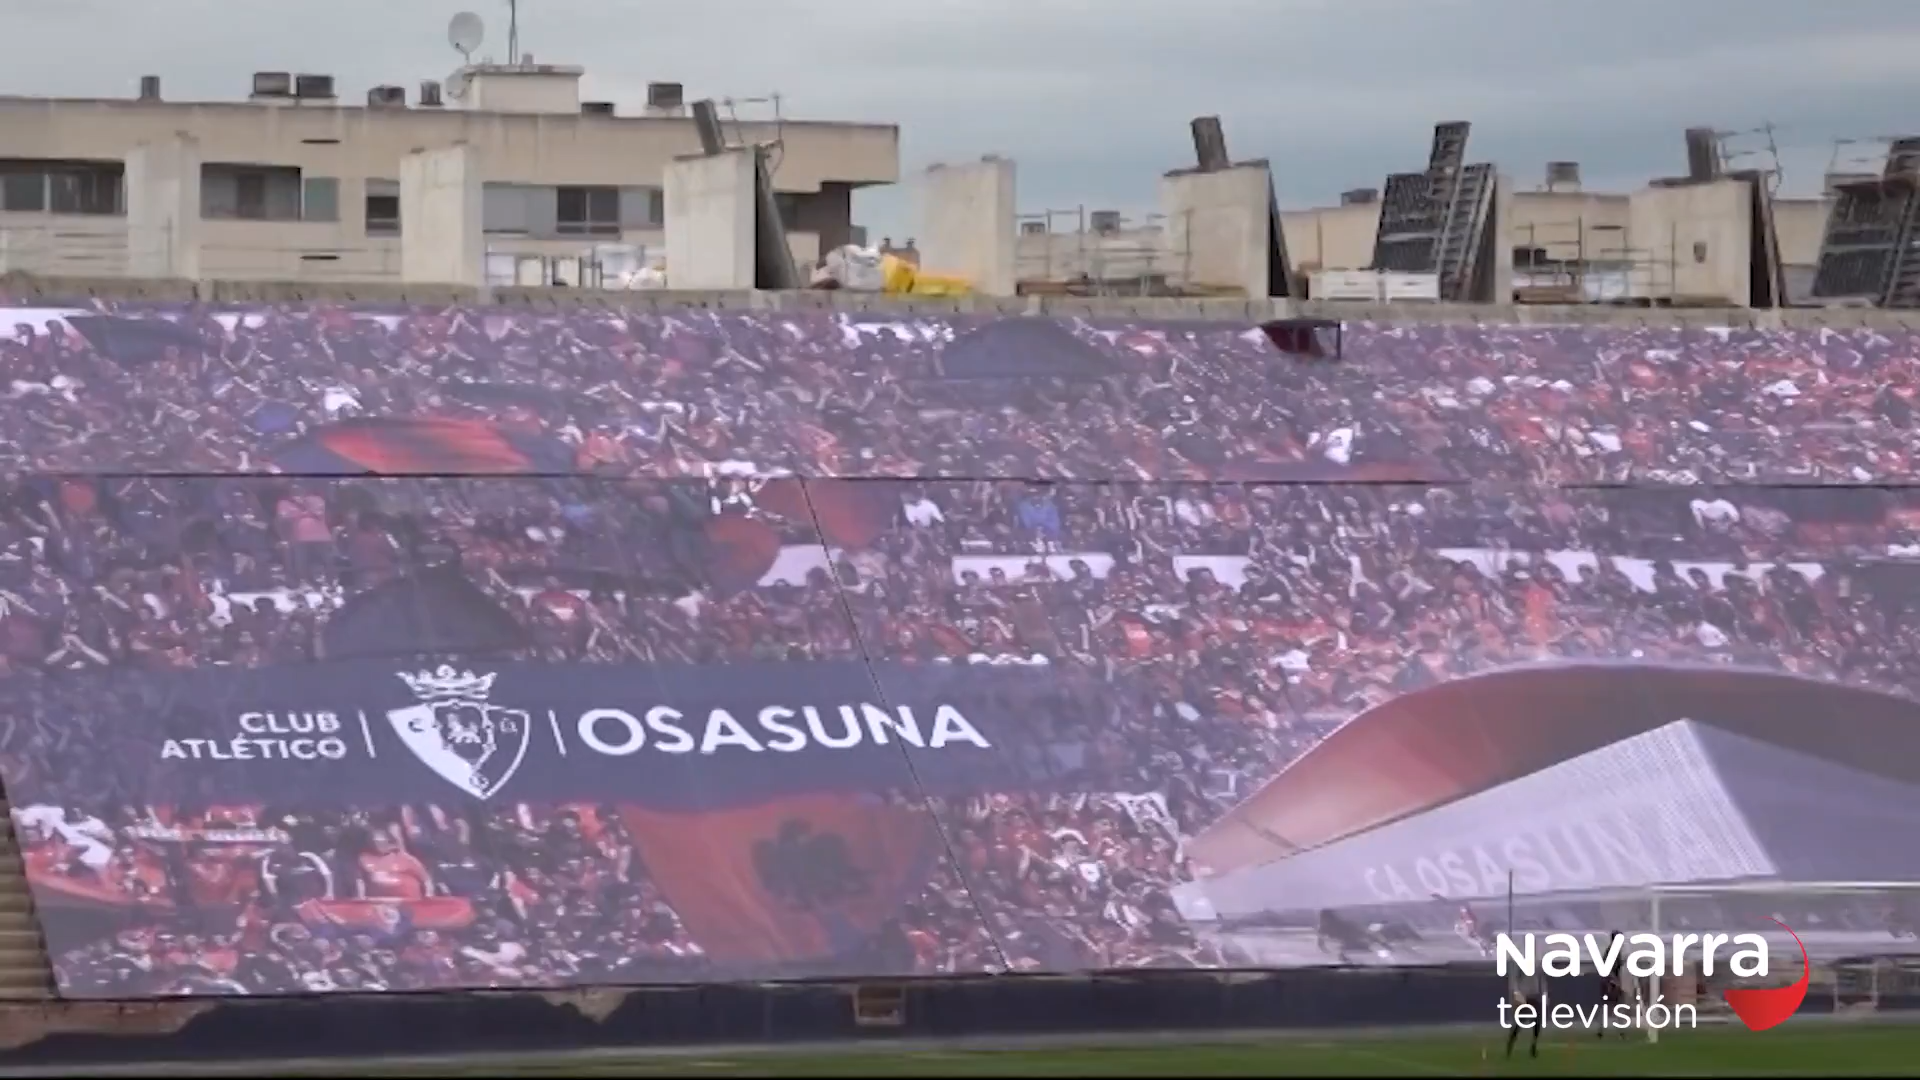 CLUB
ATLÉTICO
OSASUNA
CA OSASUNA
Navarra
televisión